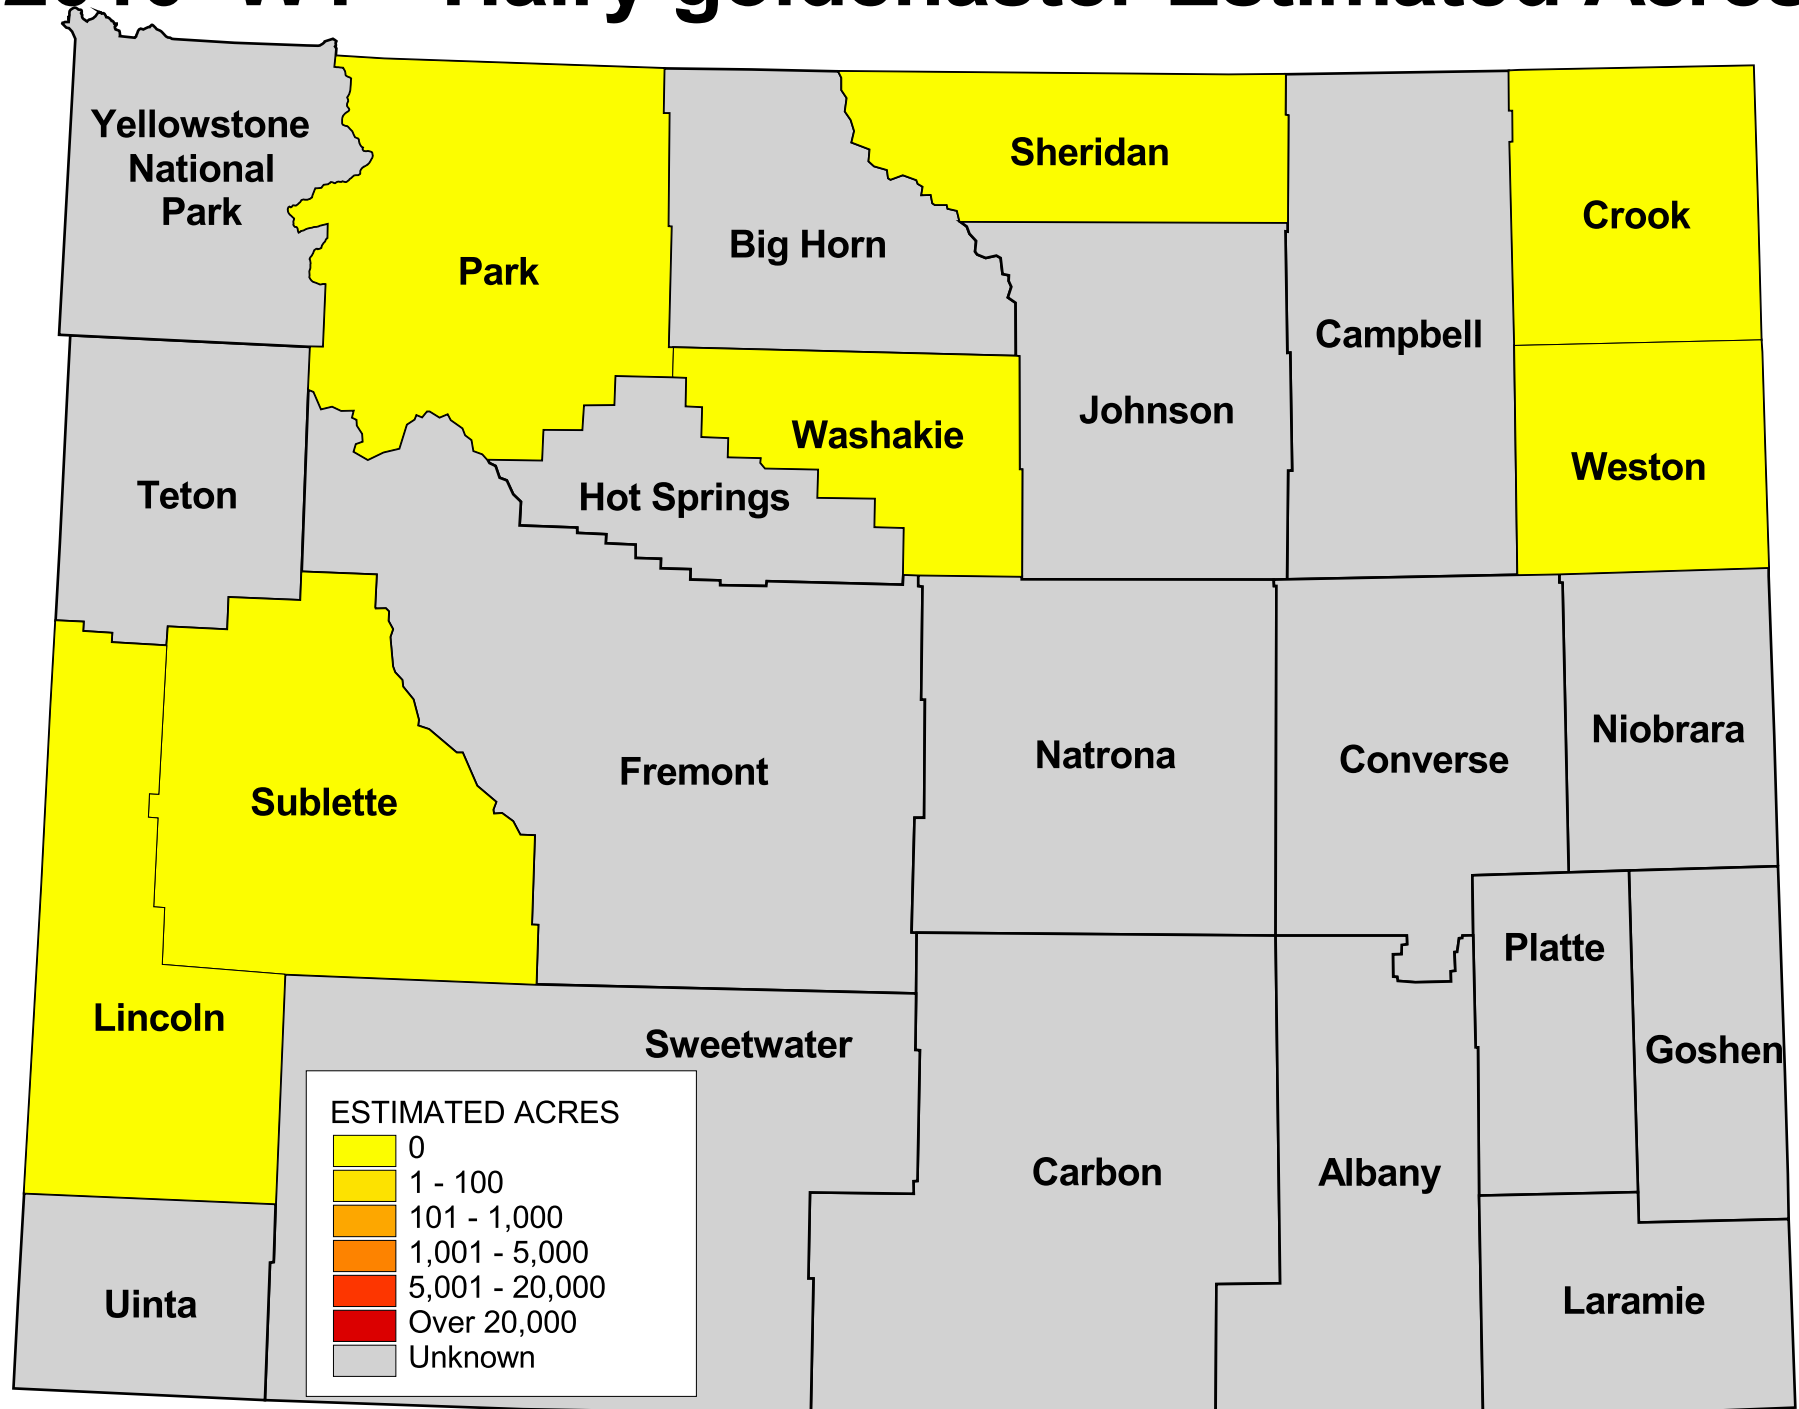 Yellowstone
National
Park
Park
Big Horn
Sheridan
Crook
Campbell
Johnson
Washakie
Weston
Teton
Hot Springs
Sublette
Fremont
Natrona
Converse
Niobrara
Platte
Lincoln
Sweetwater
Goshen
Carbon
Albany
Uinta
Laramie
ESTIMATED ACRES
0
1 - 100
101 - 1,000
1,001 - 5,000
5,001 - 20,000
Over 20,000
Unknown